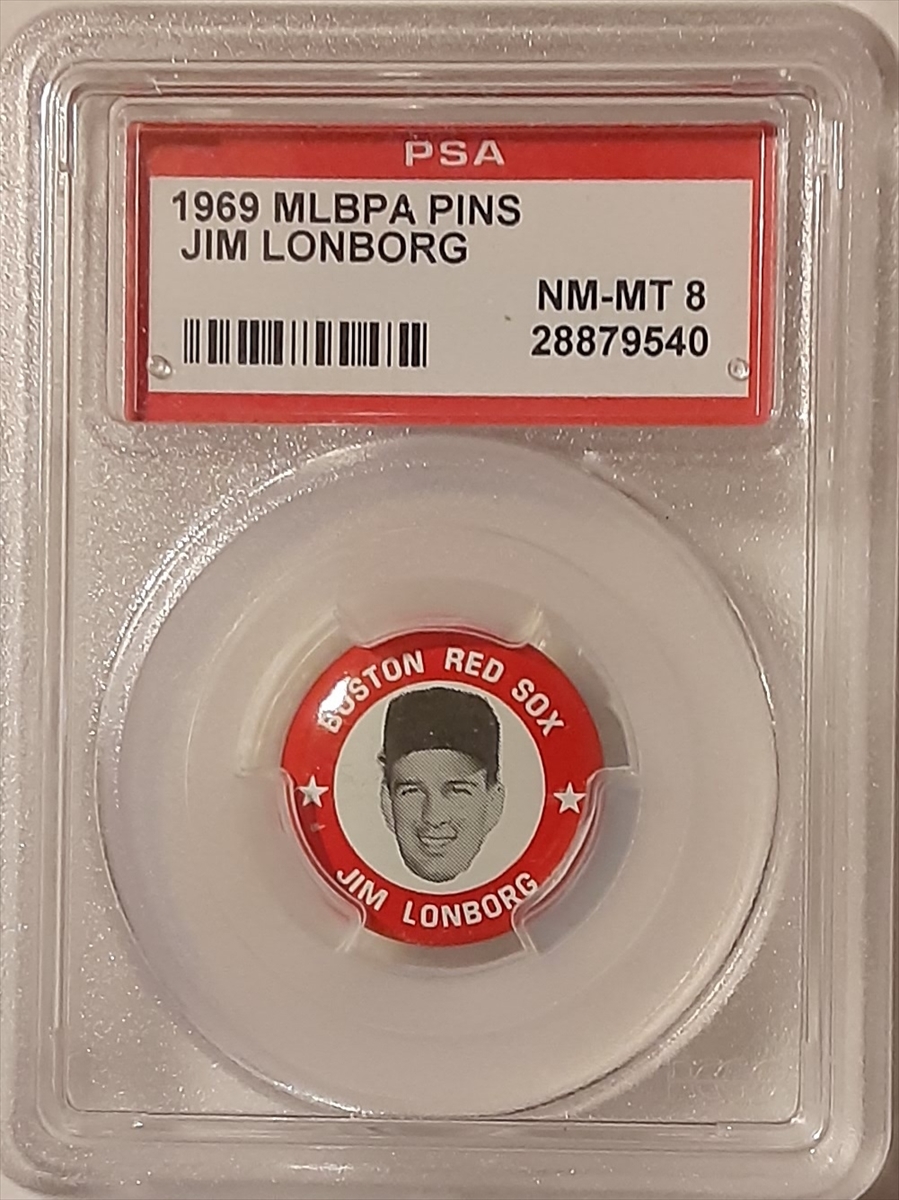 PSA
1969 MLBPA PINS
JIM LONBORG
NM-MT 8
28879540
BOSTON RED SOX
JIM LONBORG